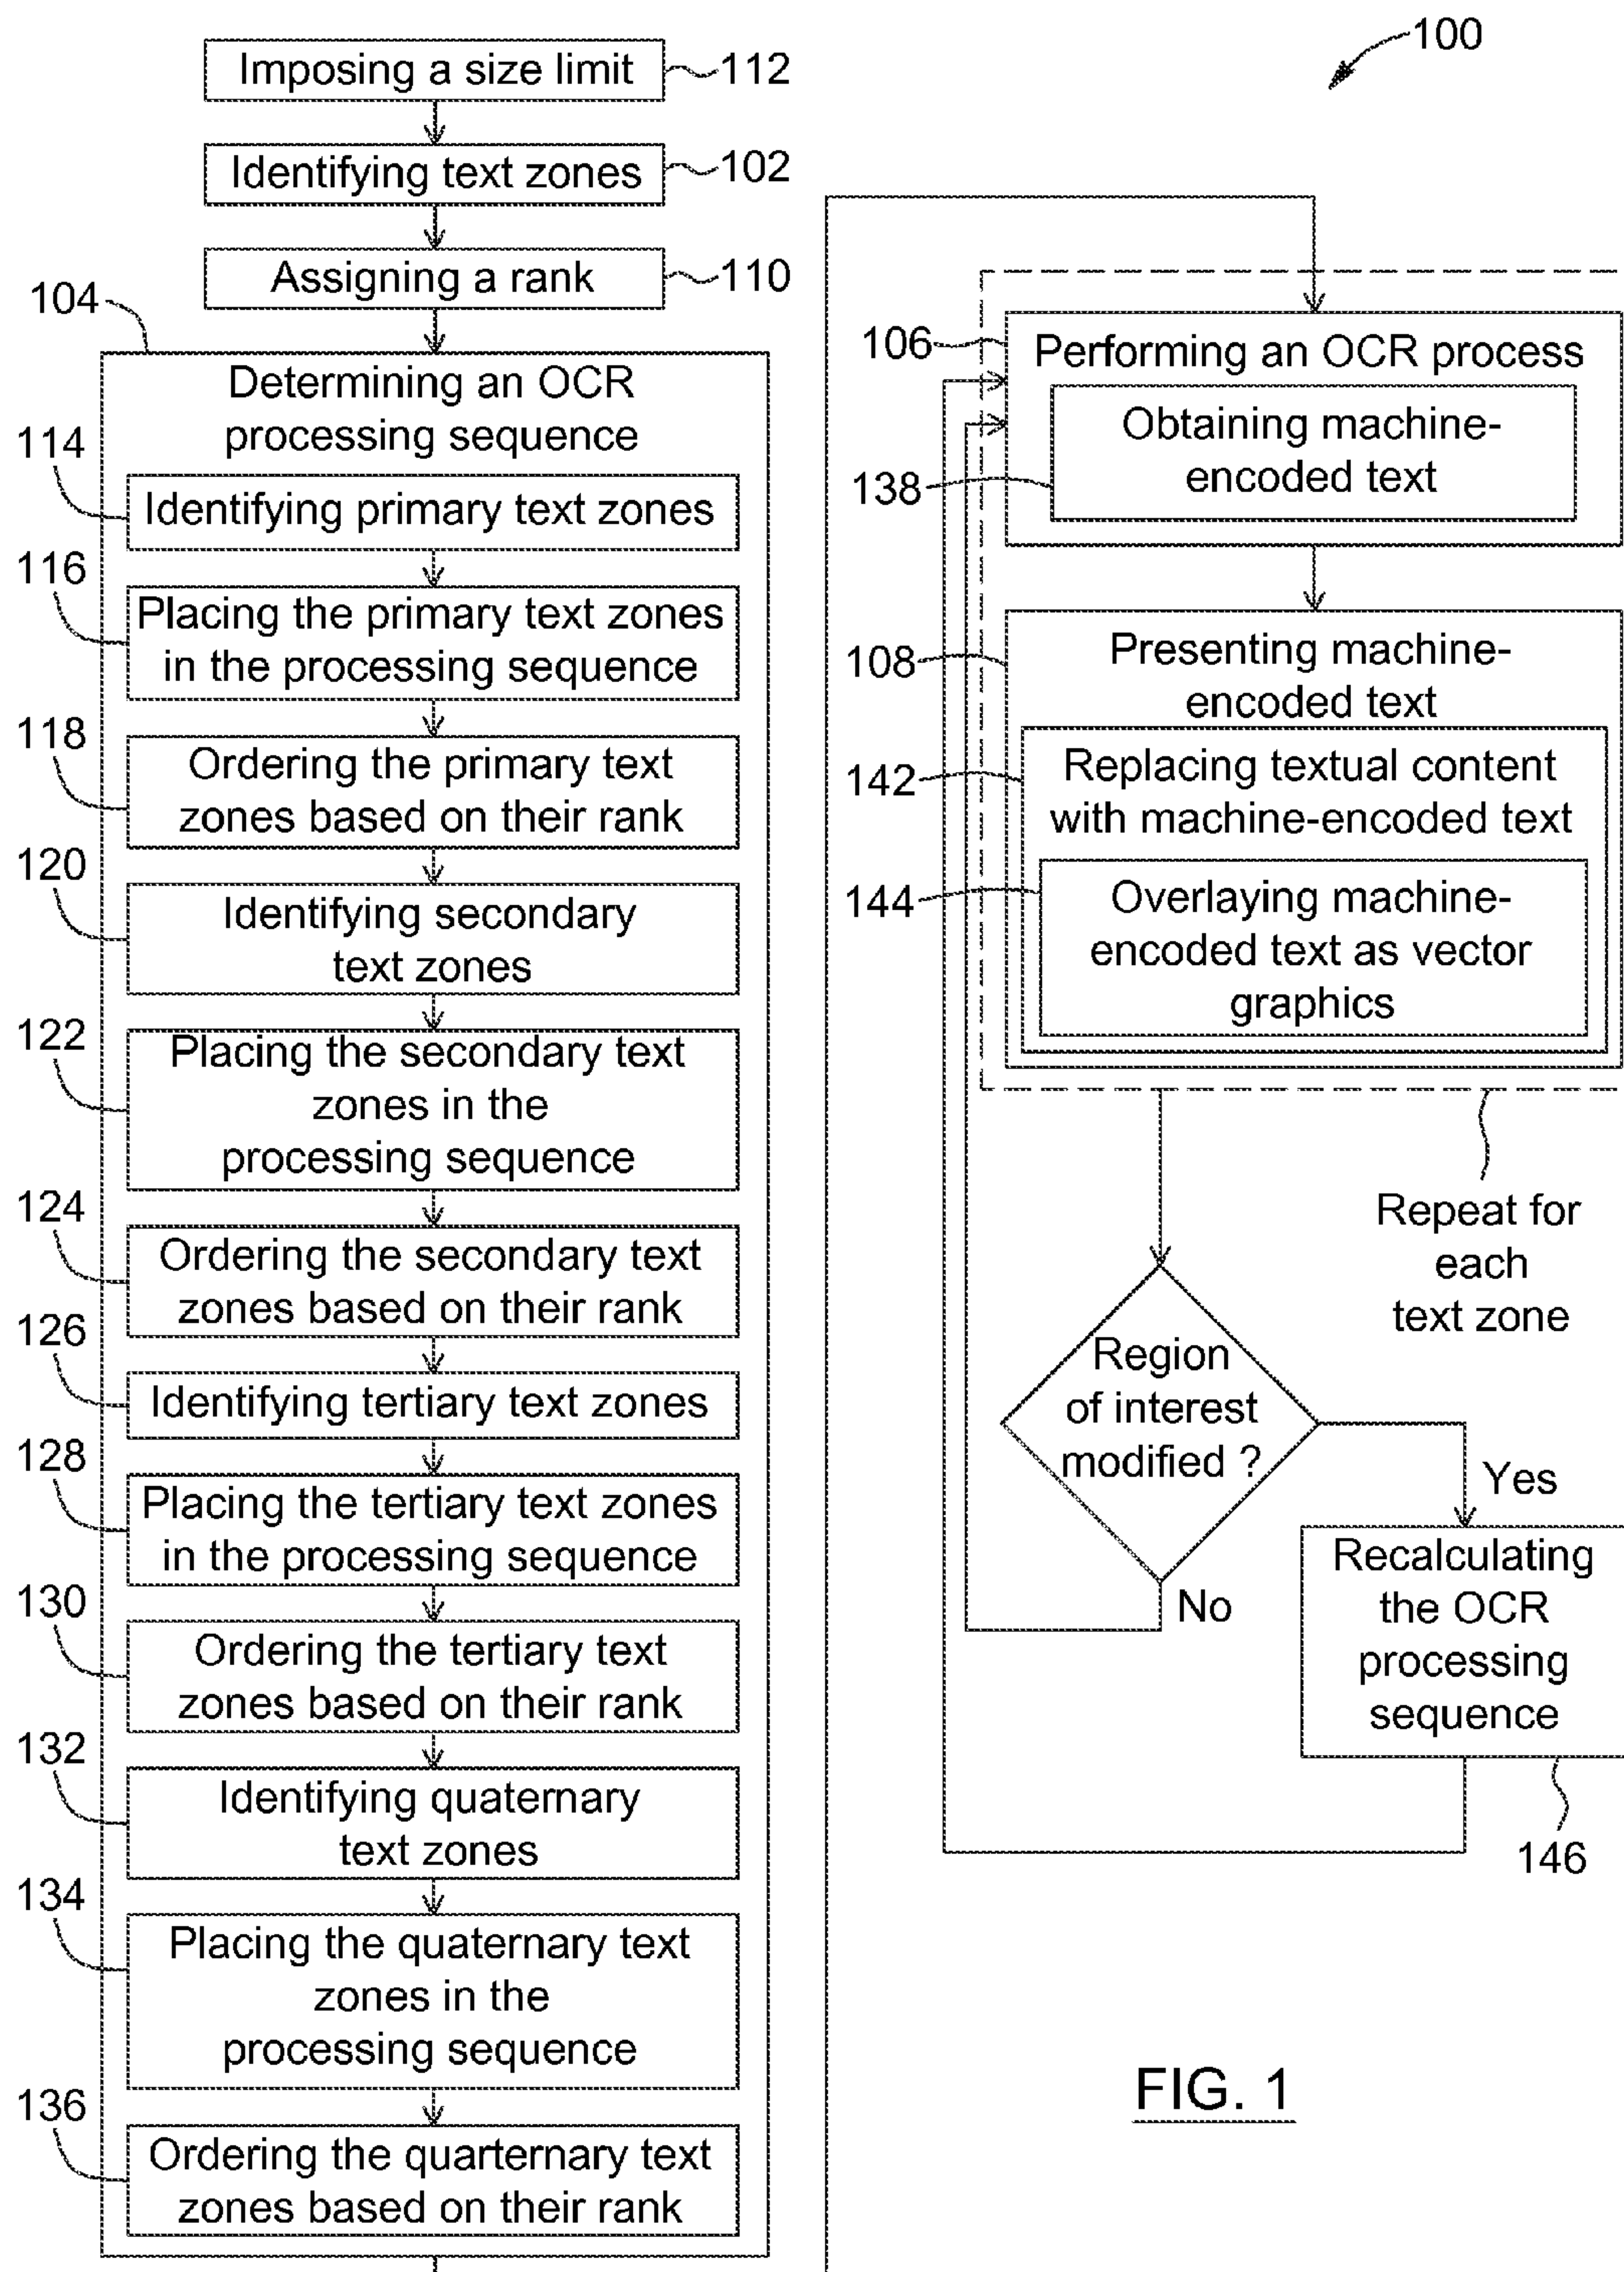 100
Imposing a size limit
112
Identifying text zones
102
Assigning a rank
110
104
Determining an OCR
processing sequence
114
Identifying primary text zones
116
Placing the primary text zones
in the processing sequence
118
Ordering the primary text
zones based on their rank
120
Identifying secondary
text zones
122
Placing the secondary text
zones in the
processing sequence
124
Ordering the secondary text
zones based on their rank
126
Identifying tertiary text zones
128
Placing the tertiary text zones
in the processing sequence
130
Ordering the tertiary text
zones based on their rank
132
Identifying quaternary
text zones
134
Placing the quaternary text
zones in the
processing sequence
136
Ordering the quarternary text
zones based on their rank
106
Performing an OCR process
138
Obtaining machine-
encoded text
108
Presenting machine-
encoded text
142
Replacing textual content
with machine-encoded text
144
Overlaying machine-
encoded text as vector
graphics
Repeat for
each
text zone
Region
of interest
modified ?
Yes
No
Recalculating
the OCR
processing
sequence
146
FIG. 1